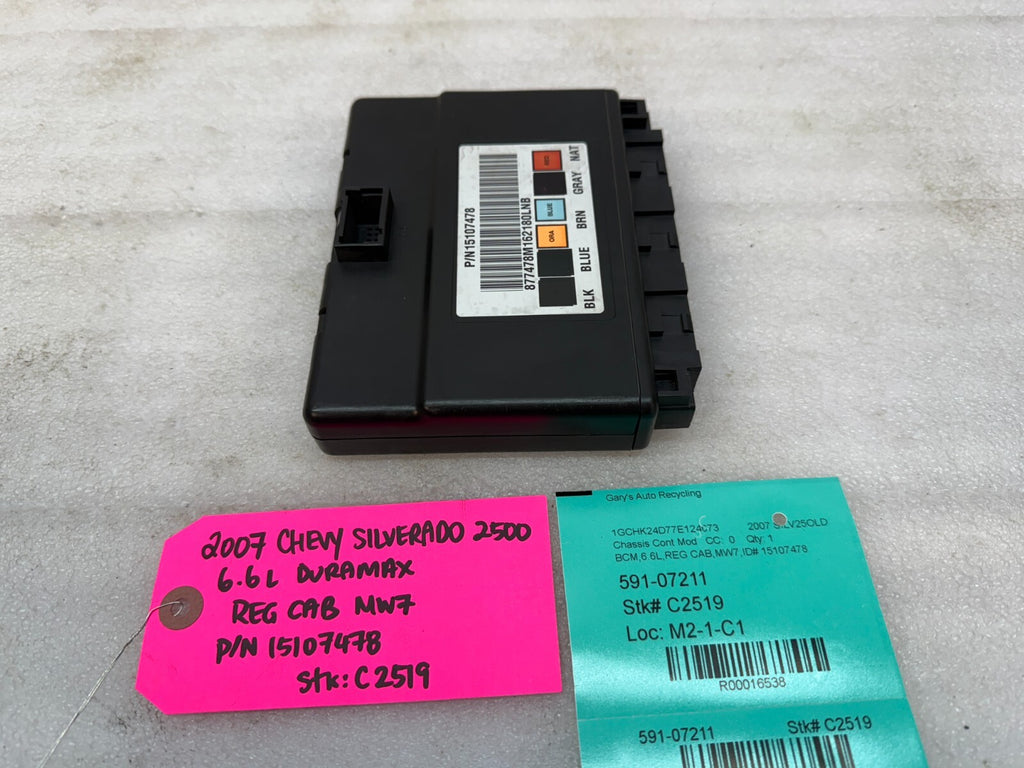 P/N15107478
877478M162180LNB
RED
BLUE
ORA
NAT
GRAY
BRN
BLUE
BLK
2007 CHEVY SILVERADO 2500
6.6L DURAMAX
REG CAB MW7
P/N 15107478
Stk: C2519
Gary's Auto Recycling
2007
Chassis Cont Mod CC: 0 Qty: 1
BCM,6.6L,REG CAB,MW7,ID# 15107478
591-07211
Stk# C2519
Loc: M2-1-C1
R00016538
591-07211 Stk# C2519